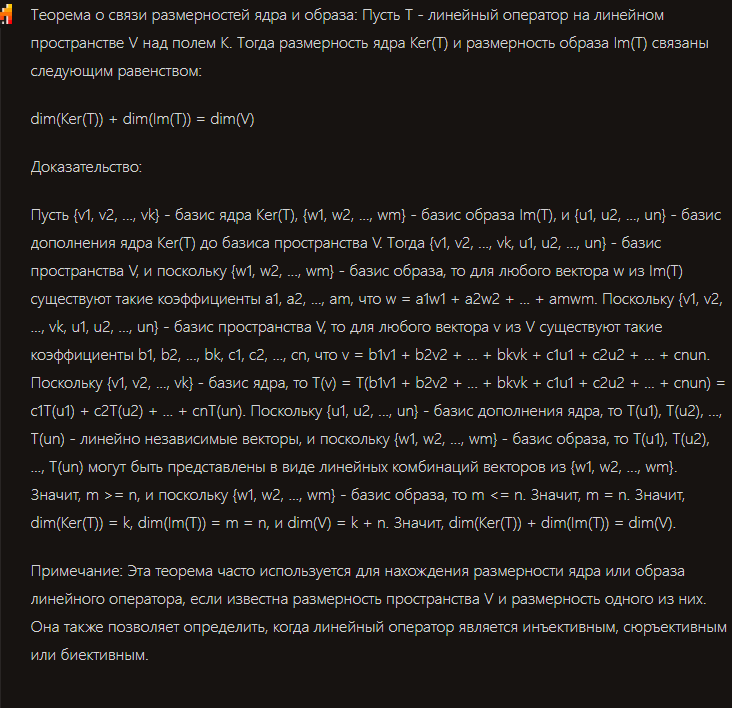 Теорема о связи размерностей ядра и образа: Пусть T - линейный оператор на линейном
пространстве V над полем K. Тогда размерность ядра Ker(T) и размерность образа Im(T) связаны
следующим равенством:
dim(Ker(T)) + dim(Im(T)) = dim(V)
Доказательство:
Пусть {v1, v2, ..., vk} - базис ядра Ker(T), {w1, w2, ..., wm} - базис образа Im(T), и {u1, u2, ..., un} - базис
дополнения ядра Ker(T) до базиса пространства V. Тогда {v1, v2, ..., vk, u1, u2, ..., un} - базис
пространства V, и поскольку {w1, w2, ..., wm} - базис образа, то для любого вектора w из Im(T)
существуют такие коэффициенты a1, a2, ..., am, что w = a1w1 + a2w2 + ... + amwm. Поскольку {v1, v2,
..., vk, u1, u2, ..., un} - базис пространства V, то для любого вектора v из V существуют такие
коэффициенты b1, b2, ..., bk, c1, c2, ..., cn, что v = b1v1 + b2v2 + ... + bkvk + c1u1 + c2u2 + ... + cnun.
Поскольку {v1, v2, ..., vk} - базис ядра, то T(v) = T(b1v1 + b2v2 + ... + bkvk + c1u1 + c2u2 + ... + cnun) =
c1T(u1) + c2T(u2) + ... + cnT(un). Поскольку {u1, u2, ..., un} - базис дополнения ядра, то T(u1), T(u2), ...,
T(un) - линейно независимые векторы, и поскольку {w1, w2, ..., wm} - базис образа, то T(u1), T(u2),
..., T(un) могут быть представлены в виде линейных комбинаций векторов из {w1, w2, ..., wm}.
Значит, m >= n, и поскольку {w1, w2, ..., wm} - базис образа, то m <= n. Значит, m = n. Значит,
dim(Ker(T)) = k, dim(Im(T)) = m = n, и dim(V) = k + n. Значит, dim(Ker(T)) + dim(Im(T)) = dim(V).
Примечание: Эта теорема часто используется для нахождения размерности ядра или образа
линейного оператора, если известна размерность пространства V и размерность одного из них.
Она также позволяет определить, когда линейный оператор является инъективным, сюръективным
или биективным.